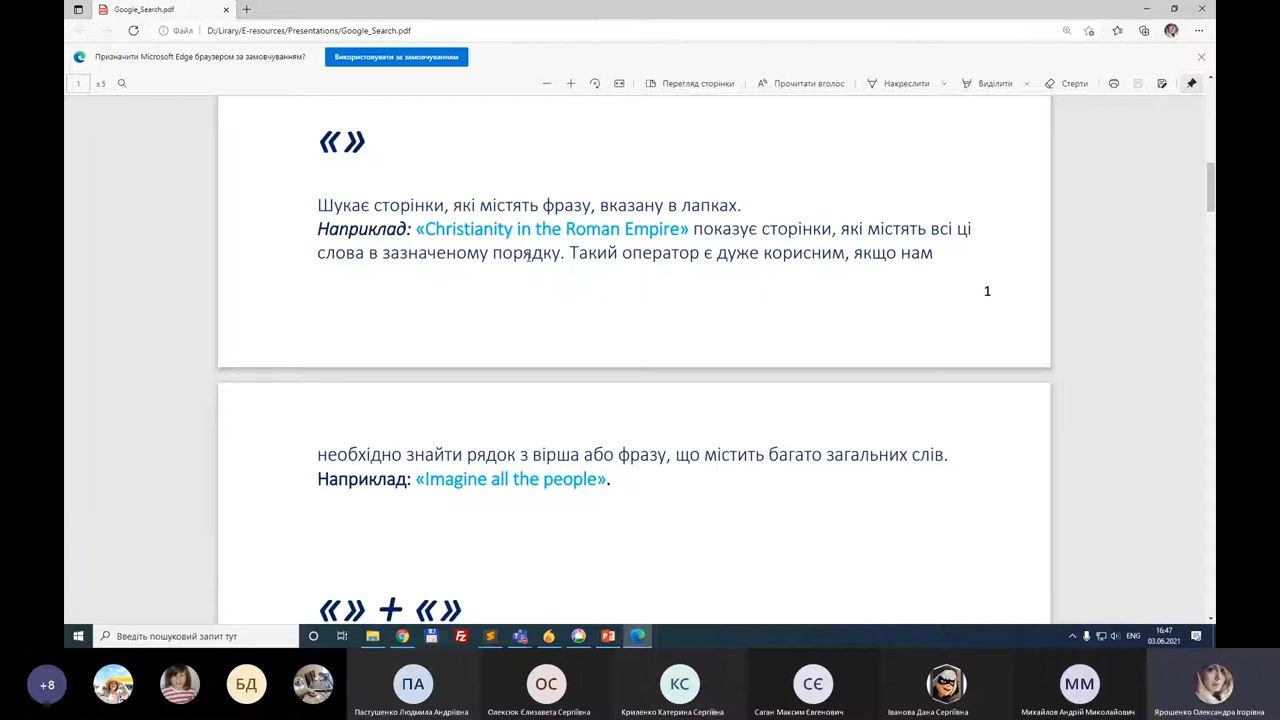 Google_Search.pdf
Файл
D:/Lirary/E-resources/Presentations/Google_Search.pdf
Призначити Microsoft Edge браузером за замовчуванням?
Використовувати за замовчуванням
1
з 5
Перегляд сторінки
Прочитати вголос
Накреслити
Виділити
Стерти
«»
Шукає сторінки, які містять фразу, вказану в лапках.
Наприклад: «Christianity in the Roman Empire» показує сторінки, які містять всі ці
слова в зазначеному порядку. Такий оператор є дуже корисним, якщо нам
1
необхідно знайти рядок з вірша або фразу, що містить багато загальних слів.
Наприклад: «Imagine all the people».
«» + «»
Введіть пошуковий запит тут
ENG
16:47
03.06.2021
+8
БД
ПА
ОС
КС
СЄ
ММ
Пастушенко Людмила Андріївна
Олексюк Єлизавета Сергіївна
Криленко Катерина Сергіївна
Саган Максим Євгенович
Іванова Дана Сергіївна
Михайлов Андрій Миколайович
Ярошенко Олександра Ігорівна